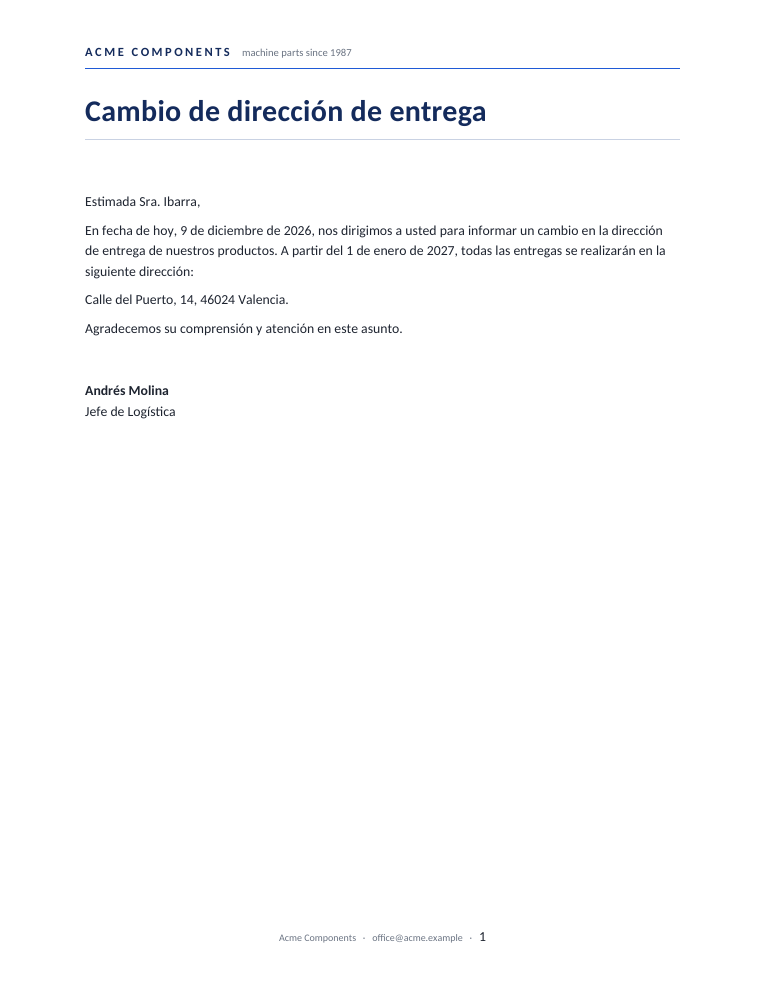 ACME COMPONENTS machine parts since 1987
Cambio de dirección de entrega
Estimada Sra. Ibarra,
En fecha de hoy, 9 de diciembre de 2026, nos dirigimos a usted para informar un cambio en la dirección
de entrega de nuestros productos. A partir del 1 de enero de 2027, todas las entregas se realizarán en la
siguiente dirección:
Calle del Puerto, 14, 46024 Valencia.
Agradecemos su comprensión y atención en este asunto.
Andrés Molina
Jefe de Logística
Acme Components · office@acme.example · 1